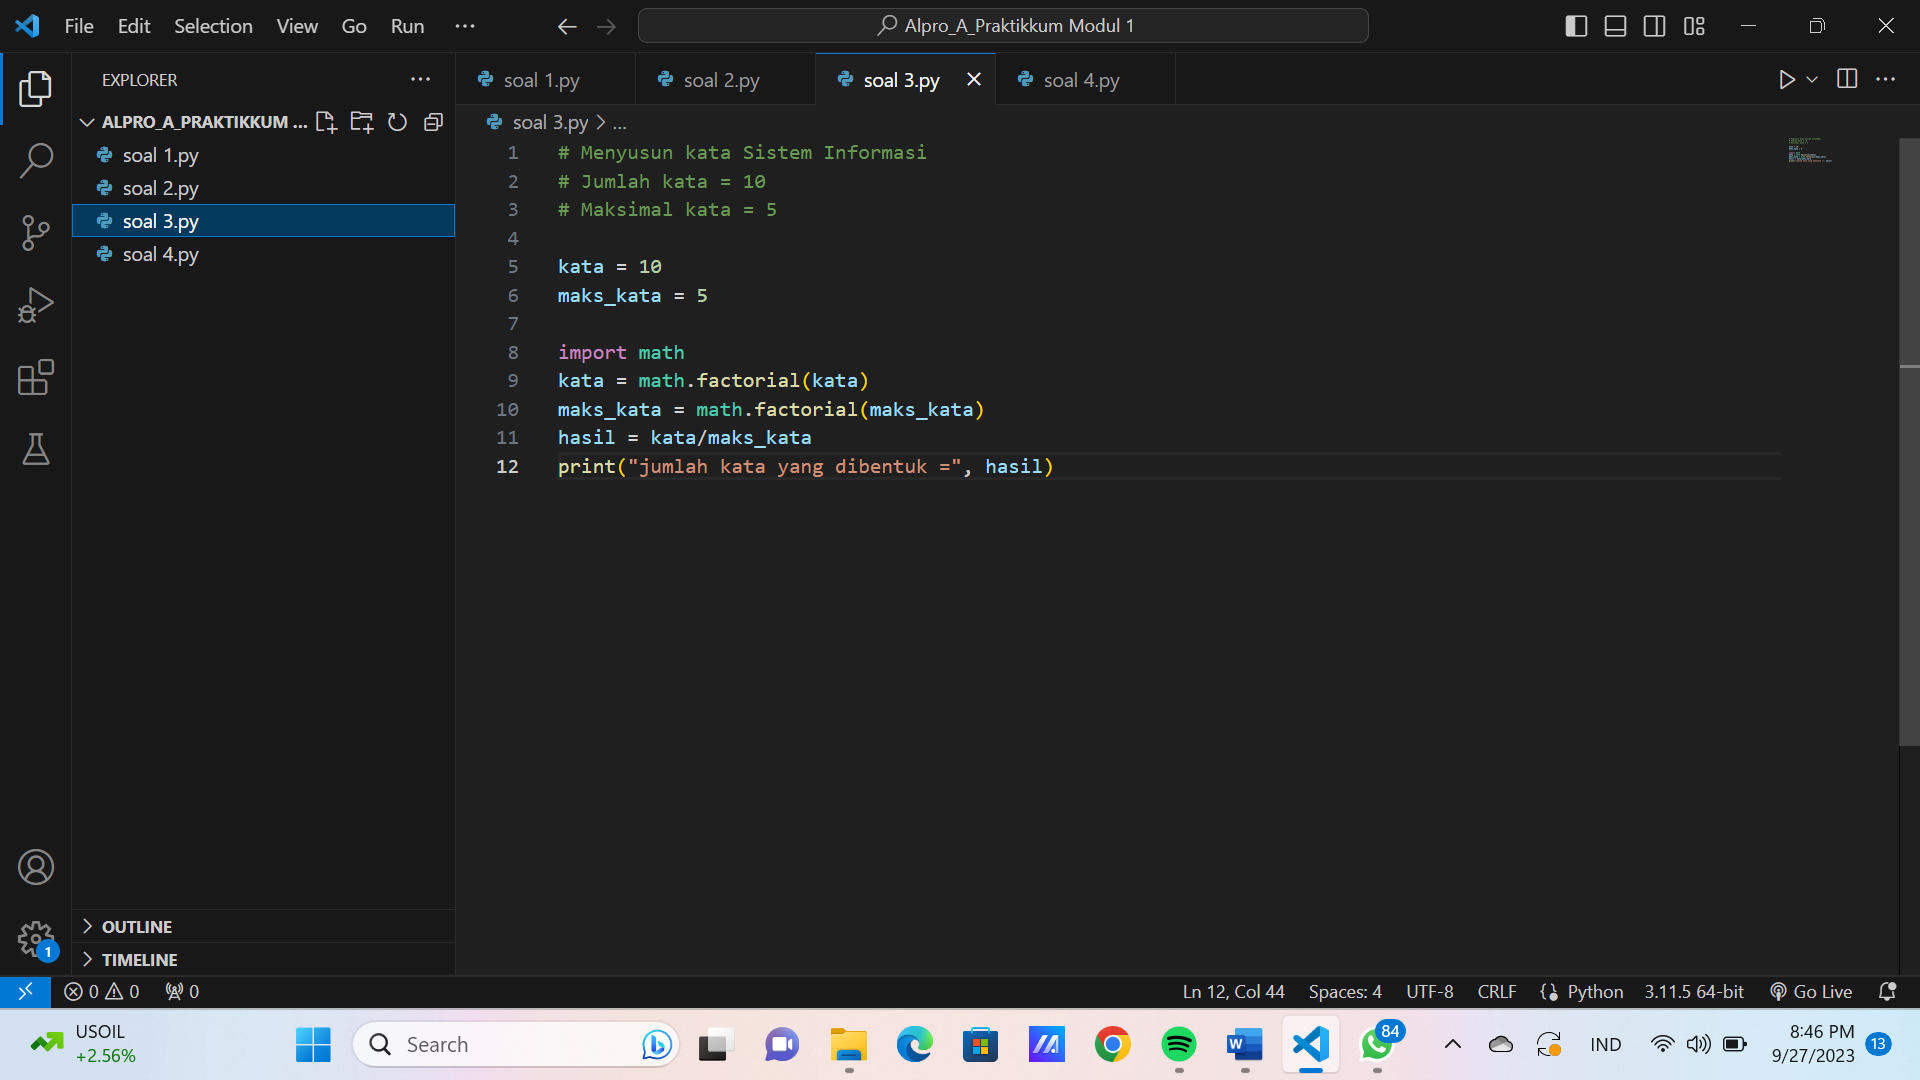 File Edit Selection View Go Run ···
Alpro_A_Praktikkum Modul 1
EXPLORER
soal 1.py soal 2.py soal 3.py soal 4.py
ALPRO_A_PRAKTIKKUM ...
soal 1.py
soal 2.py
soal 3.py
soal 4.py
OUTLINE
TIMELINE
soal 3.py > ...
1 # Menyusun kata Sistem Informasi
2 # Jumlah kata = 10
3 # Maksimal kata = 5
4
5 kata = 10
6 maks_kata = 5
7
8 import math
9 kata = math.factorial(kata)
10 maks_kata = math.factorial(maks_kata)
11 hasil = kata/maks_kata
12 print("jumlah kata yang dibentuk =", hasil)
1
0 0 0 Ln 12, Col 44 Spaces: 4 UTF-8 CRLF Python 3.11.5 64-bit Go Live
USOIL
+2.56%
Search
84
IND
8:46 PM
9/27/2023
13